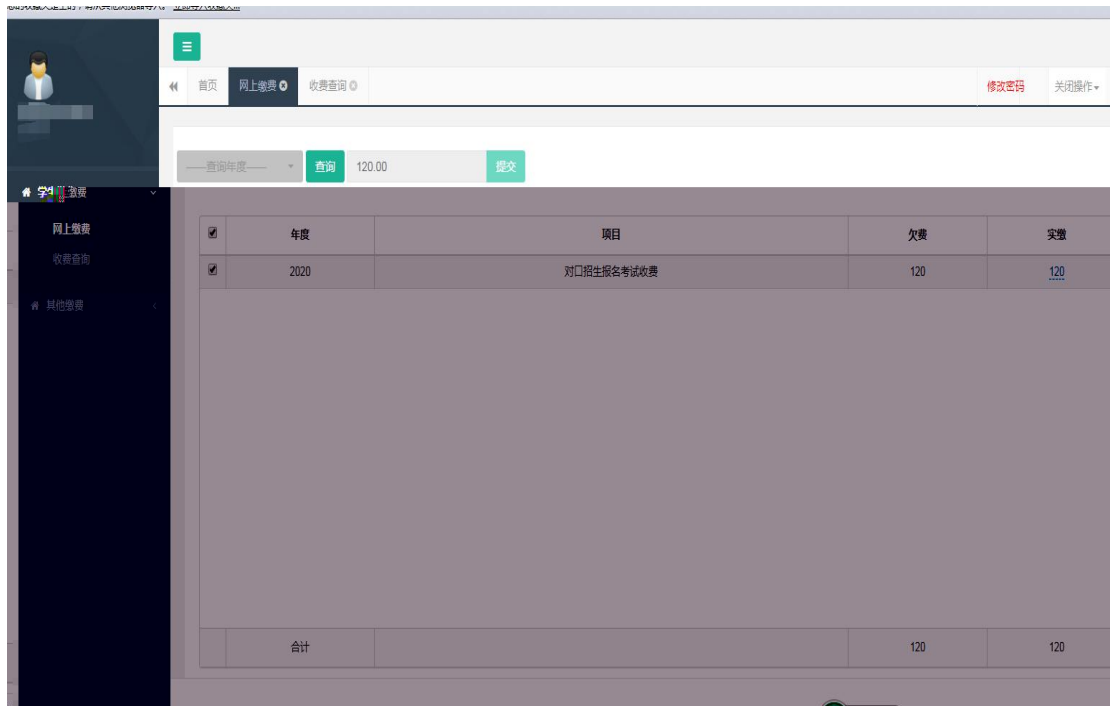 首页 网上缴费 收费查询 修改密码 关闭操作
——查询年度—— 查询 120.00 提交
缴费
网上缴费
收费查询
其他缴费
年度 项目 欠费 实缴
2020 对口招生报名考试收费 120 120
合计 120 120